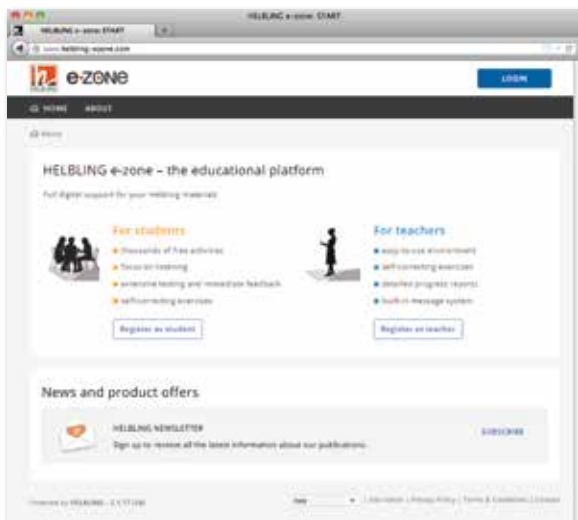 HELBLING e-zone: START
HELBLING e-zone: START
www.helbling-ezone.com
HELBLING
e-zone
LOGIN
HOME ABOUT
Home
HELBLING e-zone – the educational platform
Full digital support for your Helbling materials
For students
thousands of free activities
focus on listening
extensive testing and immediate feedback
self-correcting exercises
Register as student
For teachers
easy-to-use environment
self-correcting exercises
detailed progress reports
built-in message system
Register as teacher
News and product offers
HELBLING NEWSLETTER
Sign up to receive all the latest information about our publications.
SUBSCRIBE
Powered by HELBLING
Privacy Policy | Terms & Conditions | Contact